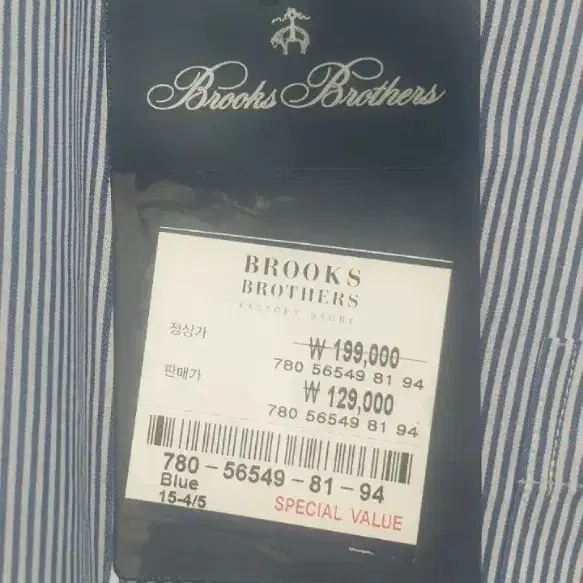 Brooks Brothers
BROOKS
BROTHERS
FACTORY STORE
정상가
₩ 199,000
780 56549 81 94
판매가
₩ 129,000
780 56549 81 94
780-56549-81-94
Blue
15-4/5
SPECIAL VALUE